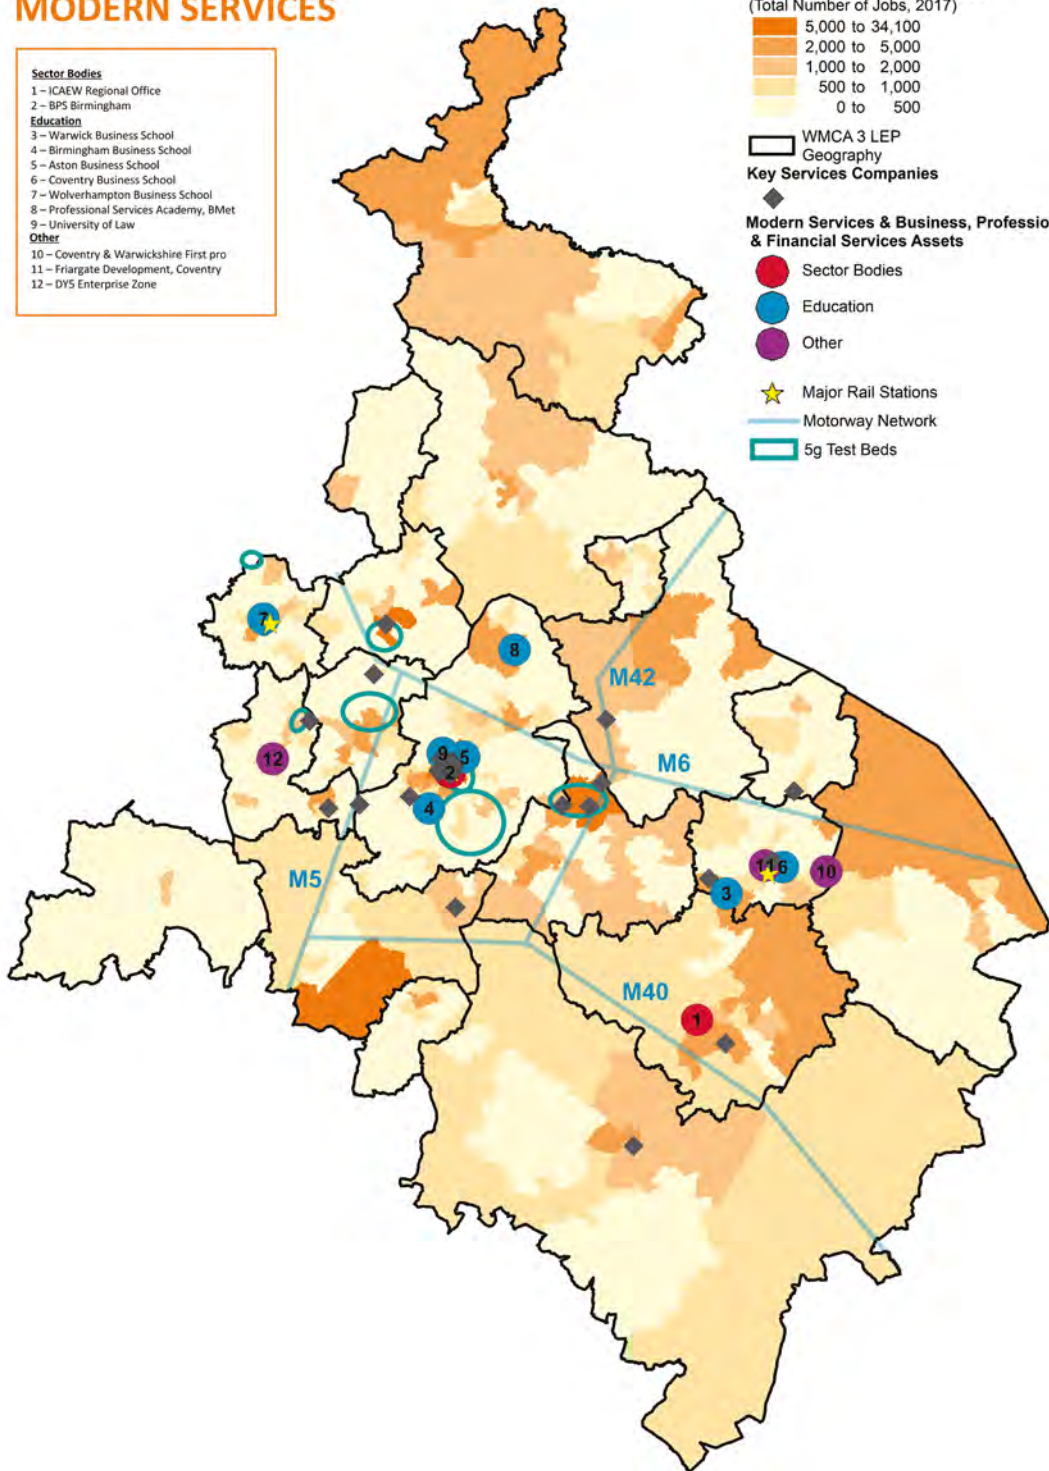 MODERN SERVICES
Sector Bodies
1 – ICAEW Regional Office
2 – BPS Birmingham
Education
3 – Warwick Business School
4 – Birmingham Business School
5 – Aston Business School
6 – Coventry Business School
7 – Wolverhampton Business School
8 – Professional Services Academy, BMet
9 – University of Law
Other
10 – Coventry & Warwickshire First pro
11 – Friargate Development, Coventry
12 – DY5 Enterprise Zone
(Total Number of Jobs, 2017)
5,000 to 34,100
2,000 to 5,000
1,000 to 2,000
500 to 1,000
0 to 500
WMCA 3 LEP
Geography
Key Services Companies
Modern Services & Business, Professio
& Financial Services Assets
Sector Bodies
Education
Other
Major Rail Stations
Motorway Network
5g Test Beds
7
8
M42
9
5
2
12
M6
4
11
6
10
M5
3
M40
1